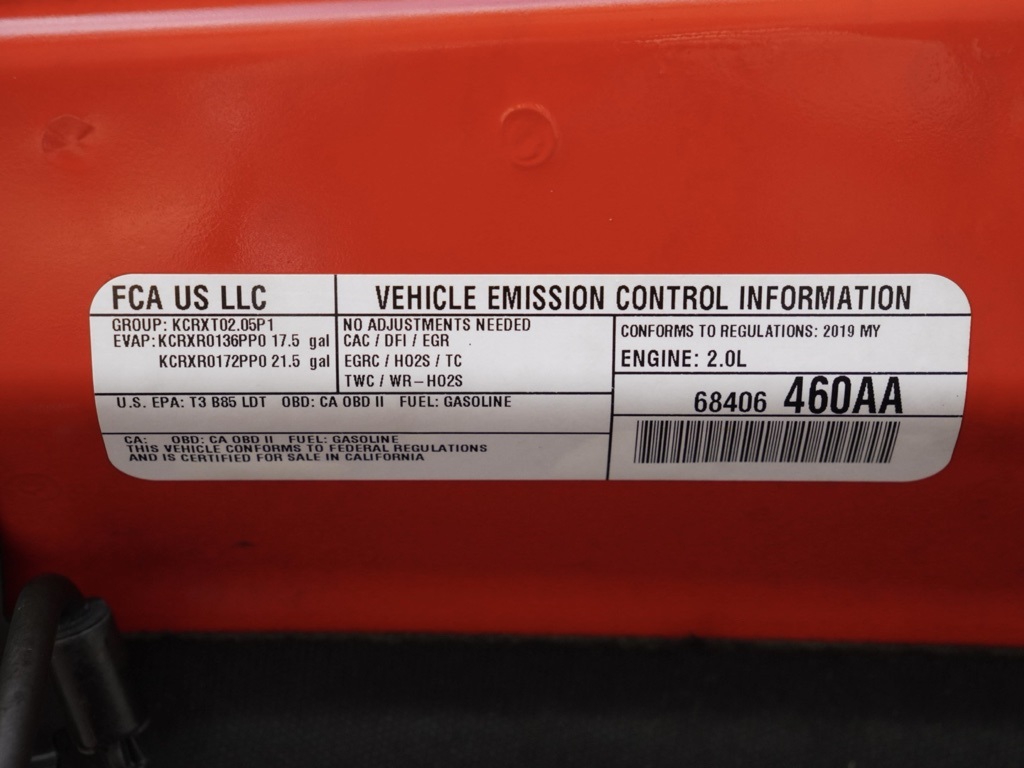 FCA US LLC
VEHICLE EMISSION CONTROL INFORMATION
GROUP: KCRXT02.05P1
EVAP: KCRXR0136PP0 17.5 gal
KCRXR0172PP0 21.5 gal
NO ADJUSTMENTS NEEDED
CAC / DFI / EGR
EGRC / HO2S / TC
TWC / WR-HO2S
CONFORMS TO REGULATIONS: 2019 MY
ENGINE: 2.0L
U.S. EPA: T3 B85 LDT OBD: CA OBD II FUEL: GASOLINE
68406 460AA
CA: OBD: CA OBD II FUEL: GASOLINE
THIS VEHICLE CONFORMS TO FEDERAL REGULATIONS
AND IS CERTIFIED FOR SALE IN CALIFORNIA